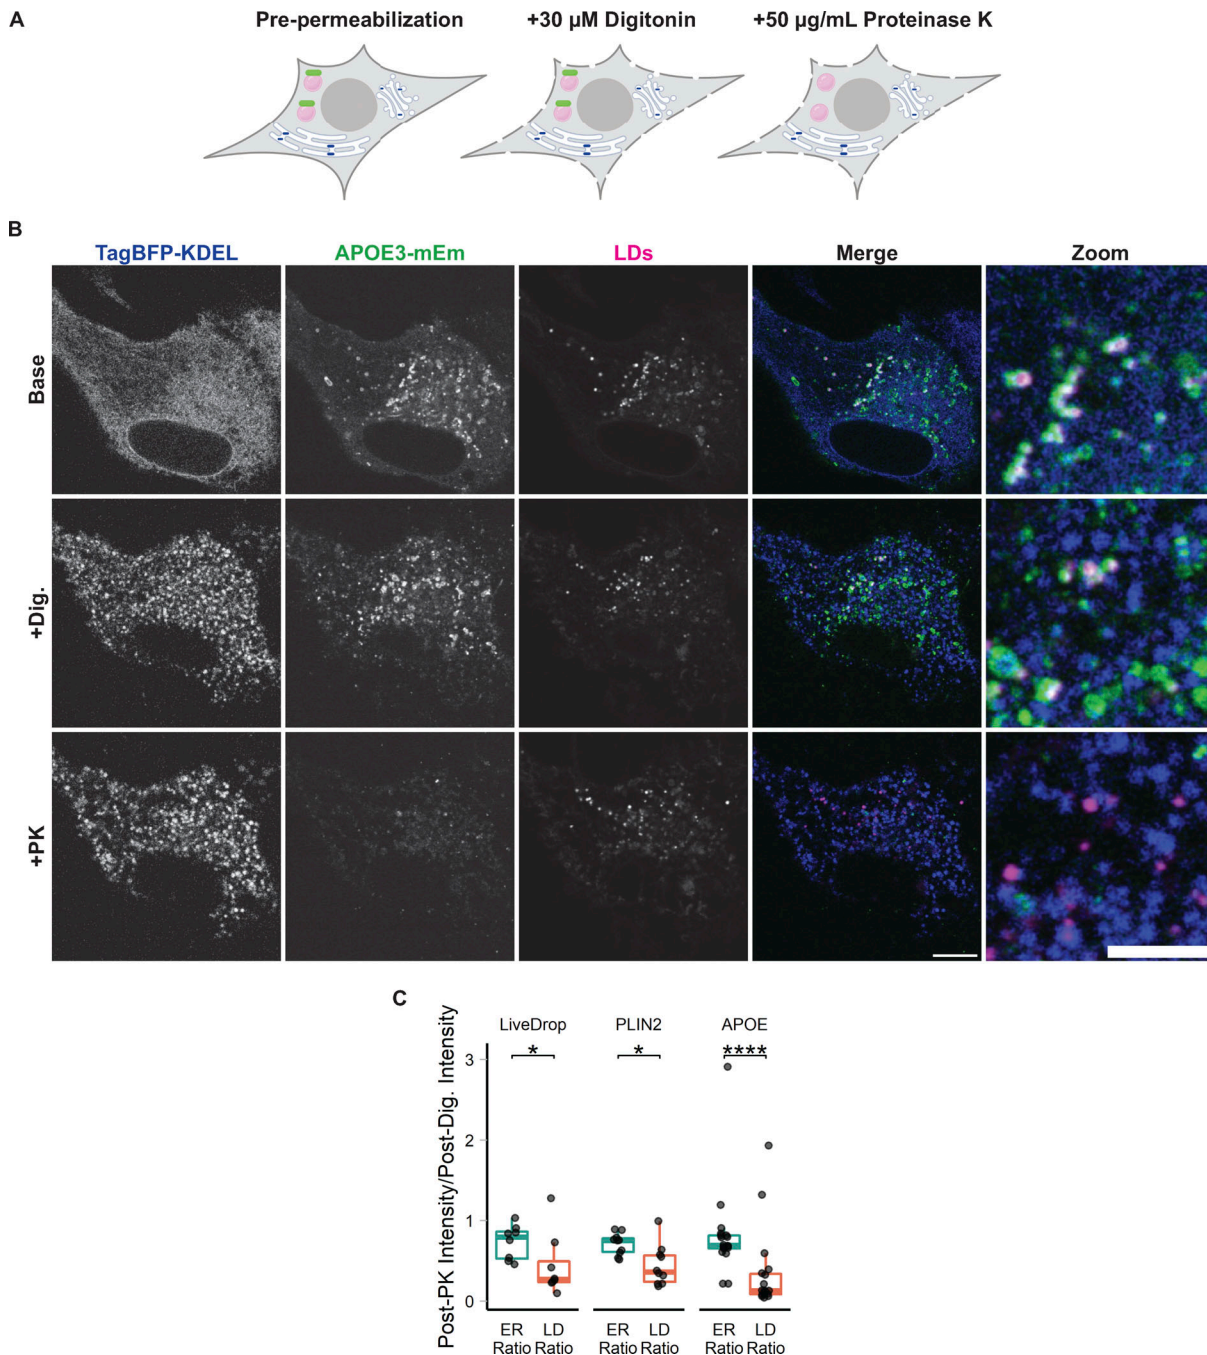 A
Pre-permeabilization
+30 µM Digitonin
+50 µg/mL Proteinase K
B
TagBFP-KDEL
APOE3-mEm
LDs
Merge
Zoom
Base
+Dig.
+PK
C
Post-PK Intensity/Post-Dig. Intensity
LiveDrop
PLIN2
APOE
*
*
****
3
2
1
0
ER Ratio
LD Ratio
ER Ratio
LD Ratio
ER Ratio
LD Ratio